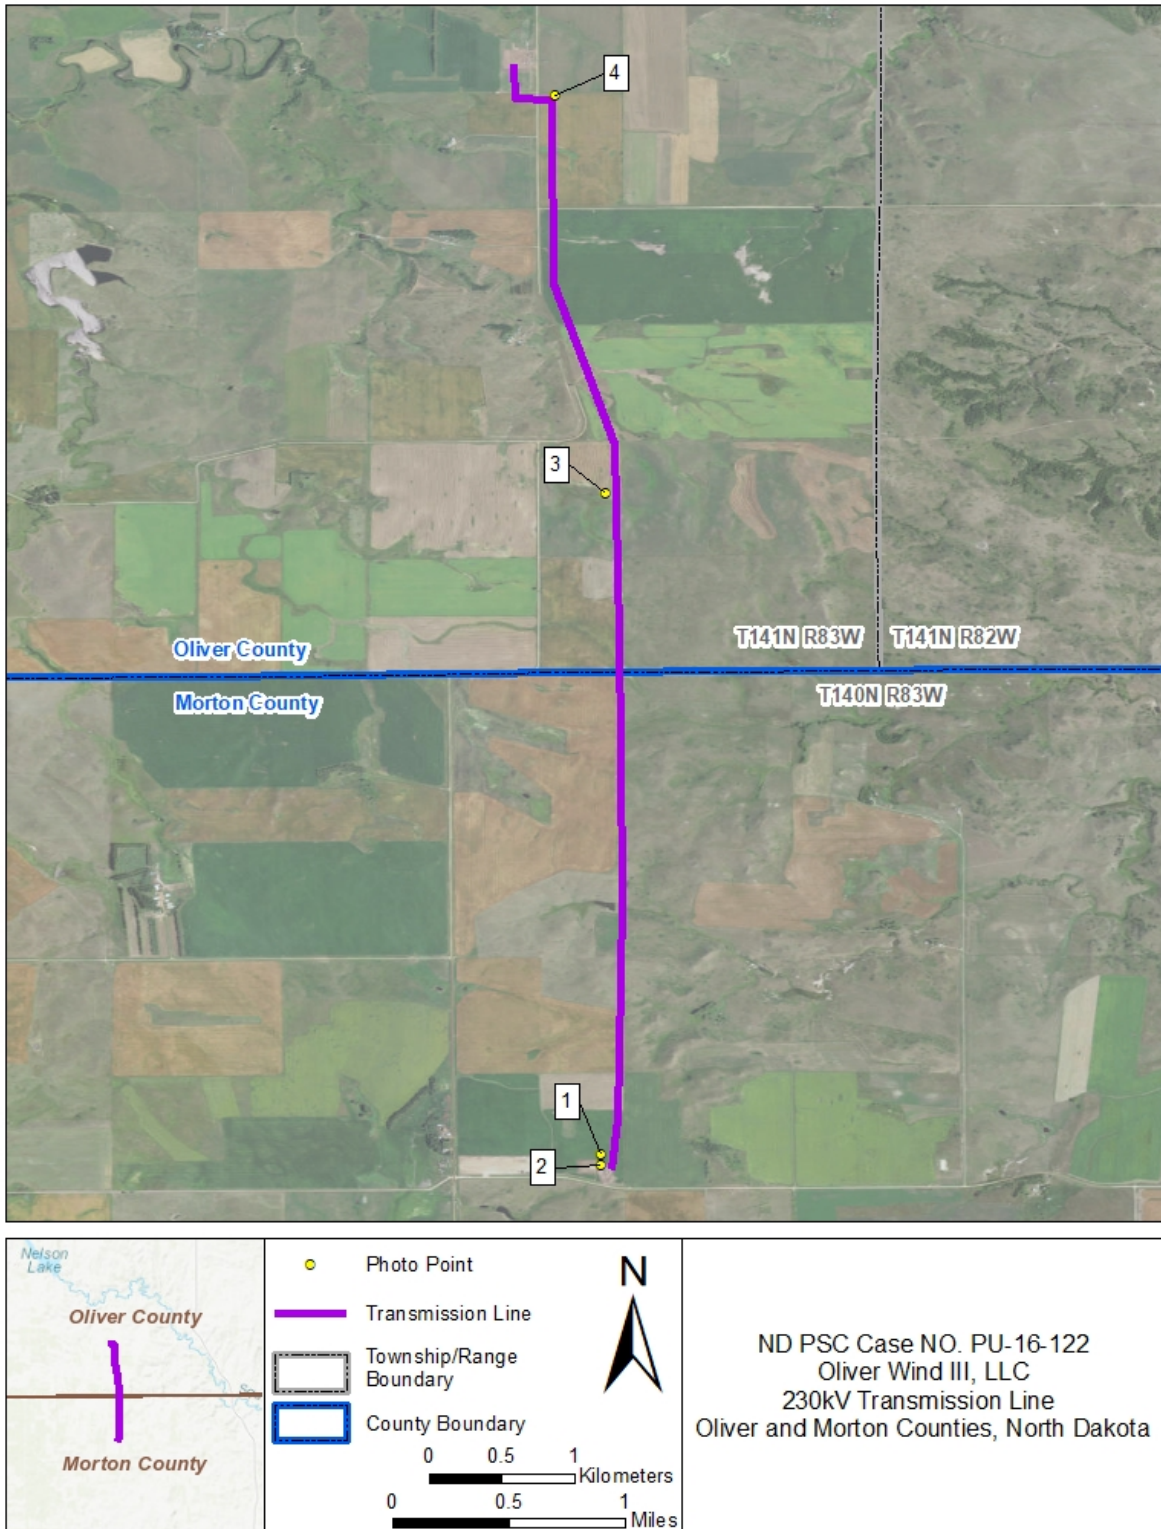 4
3
Oliver County
T141N R83W
T141N R82W
Morton County
T140N R83W
1
2
Nelson
Lake
Oliver County
Morton County
Photo Point
Transmission Line
Township/Range
Boundary
County Boundary
N
0 0.5 1
Kilometers
0 0.5 1
Miles
ND PSC Case NO. PU-16-122
Oliver Wind III, LLC
230kV Transmission Line
Oliver and Morton Counties, North Dakota